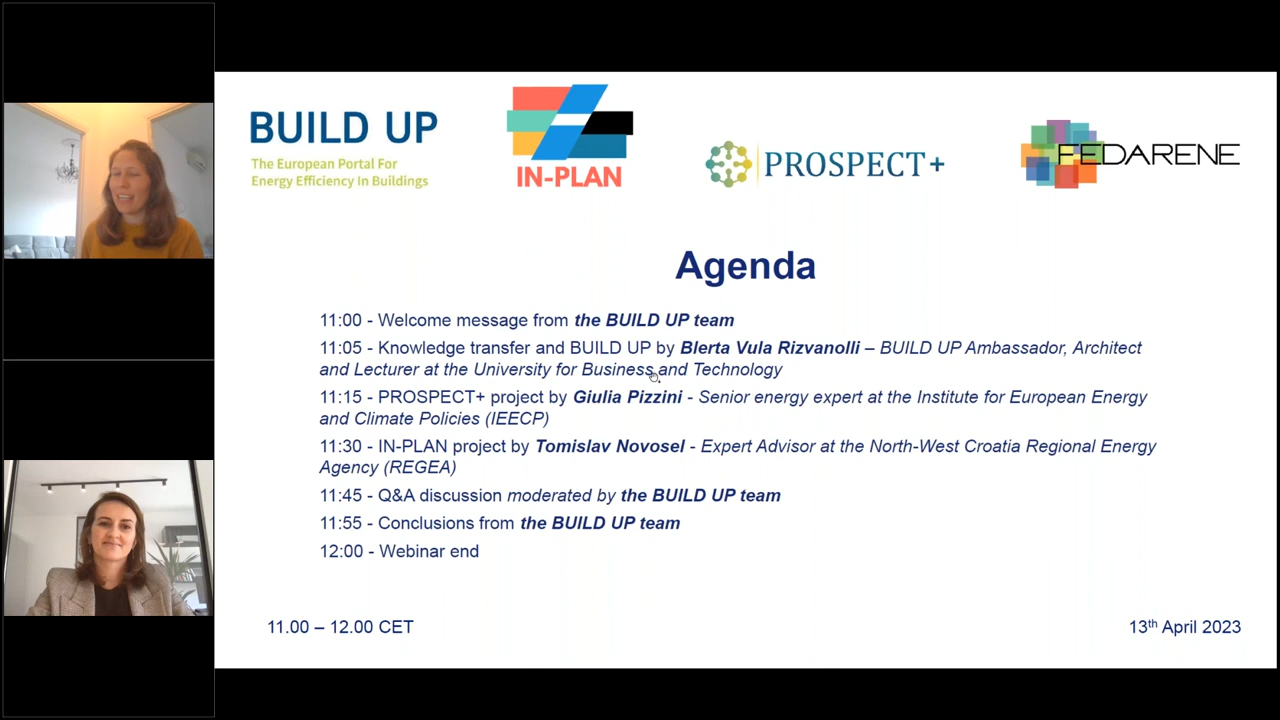 BUILD UP
The European Portal For
Energy Efficiency In Buildings
IN-PLAN
PROSPECT+
FEDARENE
Agenda
11:00 - Welcome message from the BUILD UP team
11:05 - Knowledge transfer and BUILD UP by Blerta Vula Rizvanolli – BUILD UP Ambassador, Architect
and Lecturer at the University for Business and Technology
11:15 - PROSPECT+ project by Giulia Pizzini - Senior energy expert at the Institute for European Energy
and Climate Policies (IEECP)
11:30 - IN-PLAN project by Tomislav Novosel - Expert Advisor at the North-West Croatia Regional Energy
Agency (REGEA)
11:45 - Q&A discussion moderated by the BUILD UP team
11:55 - Conclusions from the BUILD UP team
12:00 - Webinar end
11.00 – 12.00 CET
13th April 2023